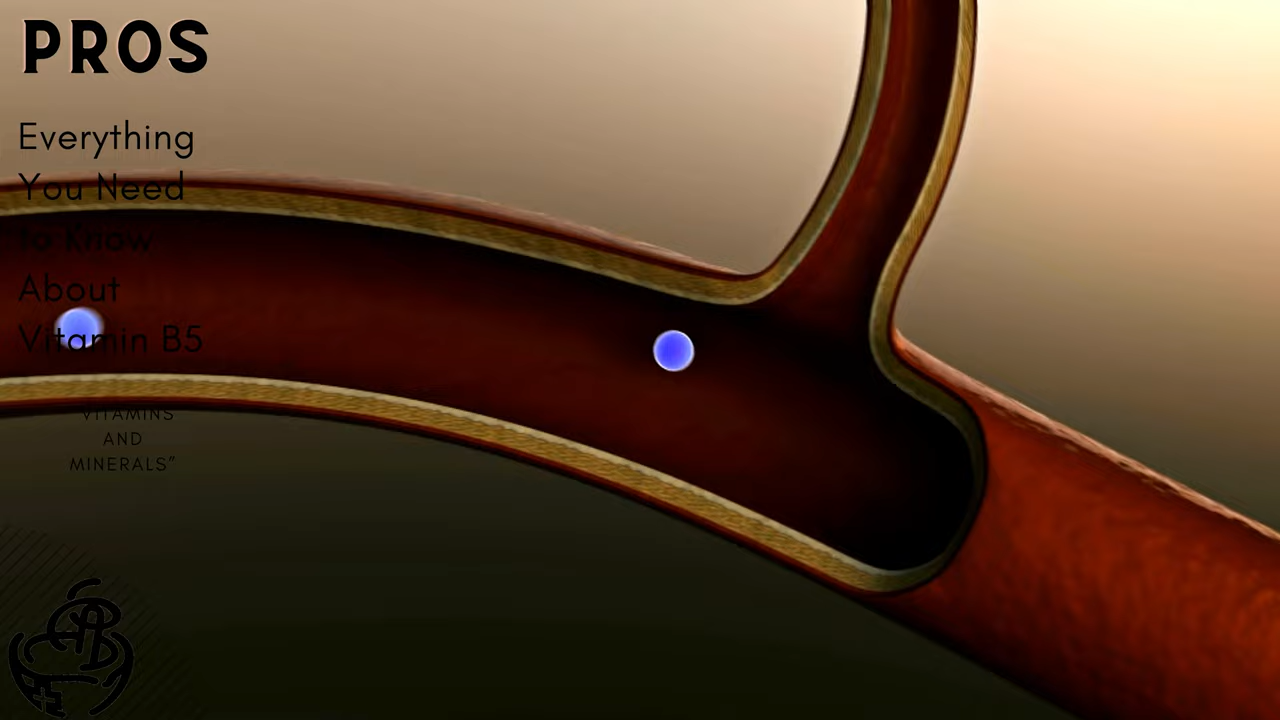 PROS
Everything
You Need
to Know
About
Vitamin B5
VITAMINS
AND
MINERALS”